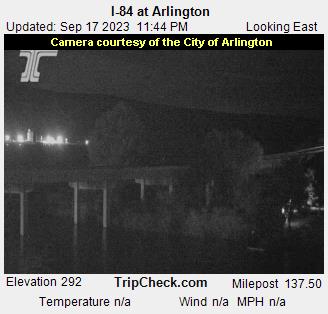 I-84 at Arlington
Updated: Sep 17 2023 11:44 PM Looking East
Camera courtesy of the City of Arlington
Elevation 292 TripCheck.com Milepost 137.50
Temperature n/a Wind n/a MPH n/a